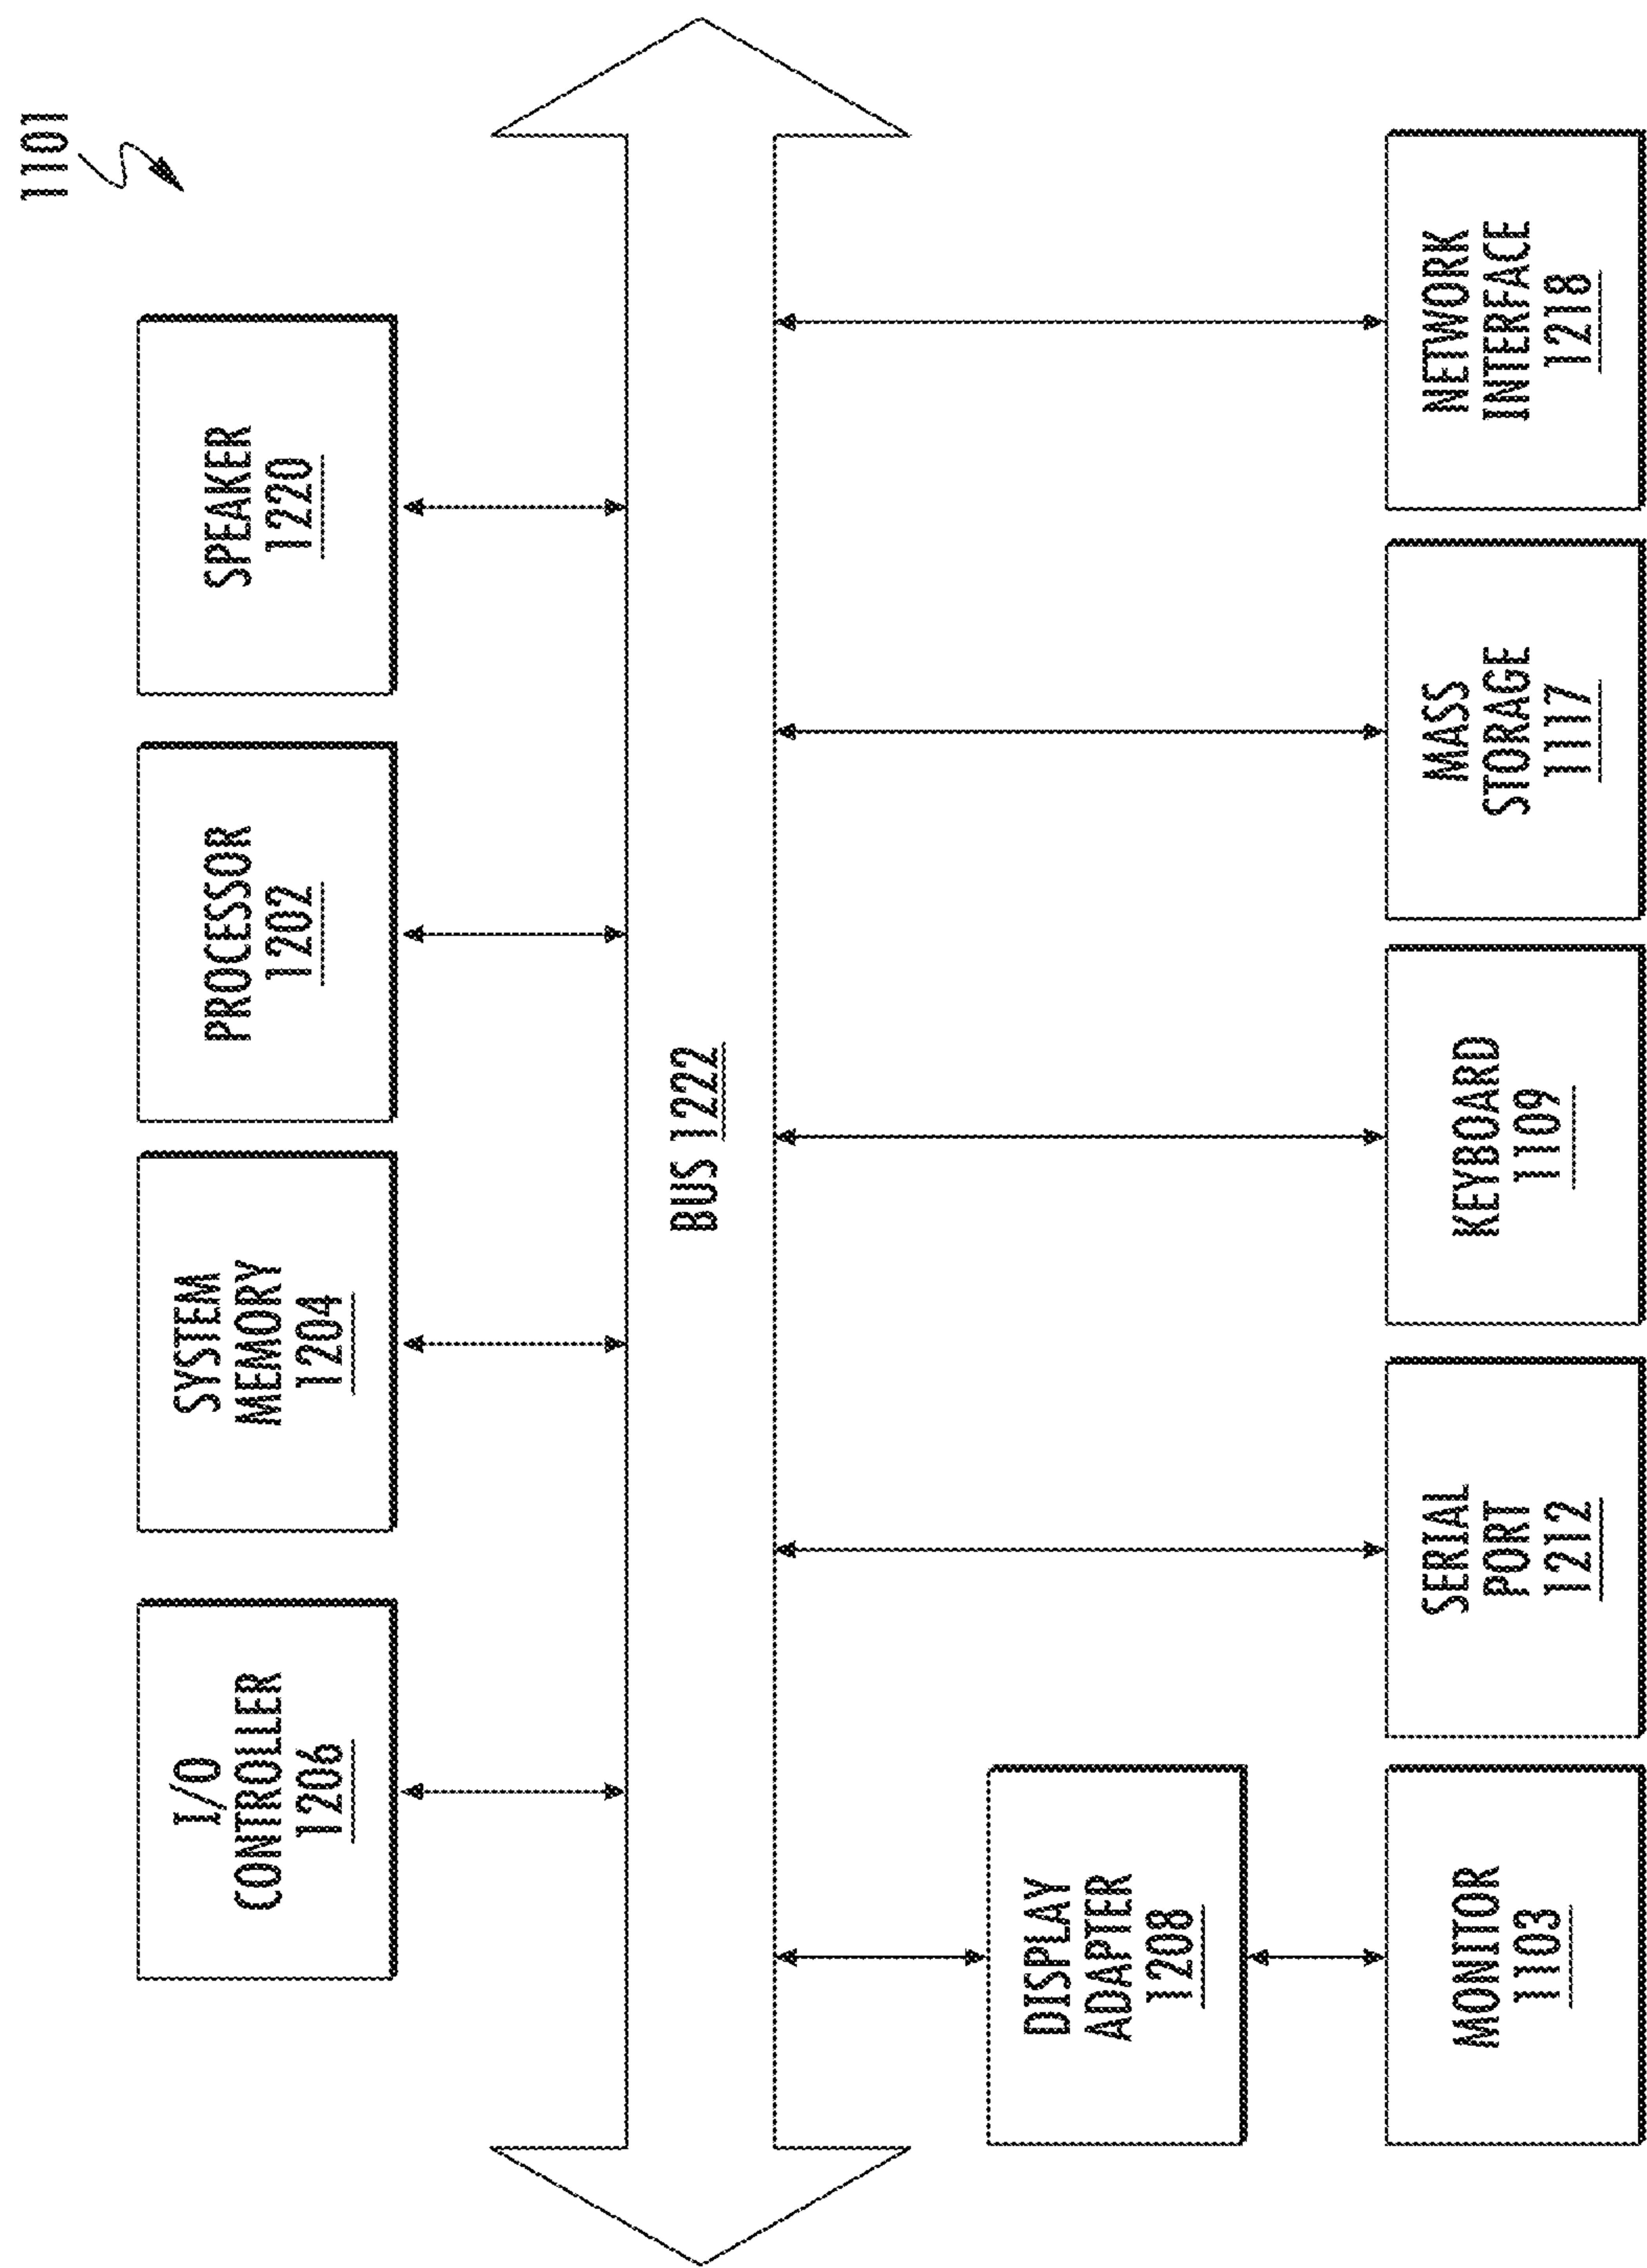 1101
I/O
CONTROLLER
1206
SYSTEM
MEMORY
1204
PROCESSOR
1202
SPEAKER
1220
BUS 1222
DISPLAY
ADAPTER
1208
MONITOR
1103
SERIAL
PORT
1212
KEYBOARD
1109
MASS
STORAGE
1117
NETWORK
INTERFACE
1218